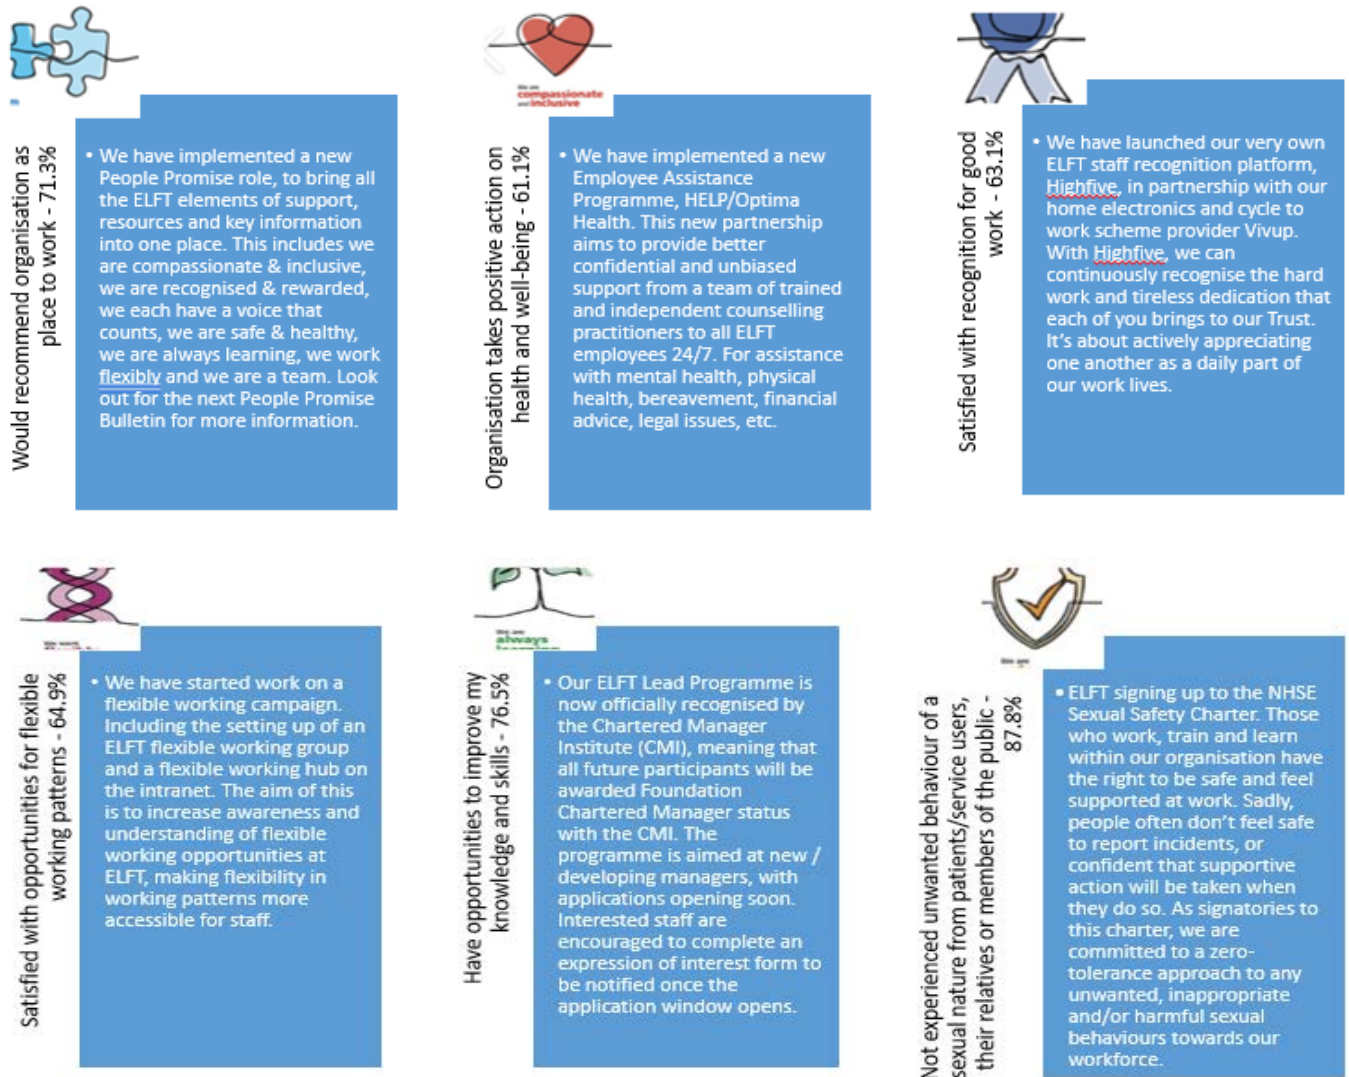 We are
compassionate
and inclusive
Would recommend organisation as
place to work - 71.3%
• We have implemented a new
People Promise role, to bring all
the ELFT elements of support,
resources and key information
into one place. This includes we
are compassionate & inclusive,
we are recognised & rewarded,
we each have a voice that
counts, we are safe & healthy,
we are always learning, we work
flexibly and we are a team. Look
out for the next People Promise
Bulletin for more information.
Organisation takes positive action on
health and well-being - 61.1%
• We have implemented a new
Employee Assistance
Programme, HELP/Optima
Health. This new partnership
aims to provide better
confidential and unbiased
support from a team of trained
and independent counselling
practitioners to all ELFT
employees 24/7. For assistance
with mental health, physical
health, bereavement, financial
advice, legal issues, etc.
Satisfied with recognition for good
work - 63.1%
• We have launched our very own
ELFT staff recognition platform,
Highfive, in partnership with our
home electronics and cycle to
work scheme provider Vivup.
With Highfive, we can
continuously recognise the hard
work and tireless dedication that
each of you brings to our Trust.
It's about actively appreciating
one another as a daily part of
our work lives.
Satisfied with opportunities for flexible
working patterns - 64.9%
• We have started work on a
flexible working campaign.
Including the setting up of an
ELFT flexible working group
and a flexible working hub on
the intranet. The aim of this
is to increase awareness and
understanding of flexible
working opportunities at
ELFT, making flexibility in
working patterns more
accessible for staff.
We are
always
Have opportunities to improve my
knowledge and skills - 76.5%
• Our ELFT Lead Programme is
now officially recognised by
the Chartered Manager
Institute (CMI), meaning that
all future participants will be
awarded Foundation
Chartered Manager status
with the CMI. The
programme is aimed at new /
developing managers, with
applications opening soon.
Interested staff are
encouraged to complete an
expression of interest form to
be notified once the
application window opens.
We are
Not experienced unwanted behaviour of a
sexual nature from patients/service users,
their relatives or members of the public -
87.8%
• ELFT signing up to the NHSE
Sexual Safety Charter. Those
who work, train and learn
within our organisation have
the right to be safe and feel
supported at work. Sadly,
people often don't feel safe
to report incidents, or
confident that supportive
action will be taken when
they do so. As signatories to
this charter, we are
committed to a zero-
tolerance approach to any
unwanted, inappropriate
and/or harmful sexual
behaviours towards our
workforce.